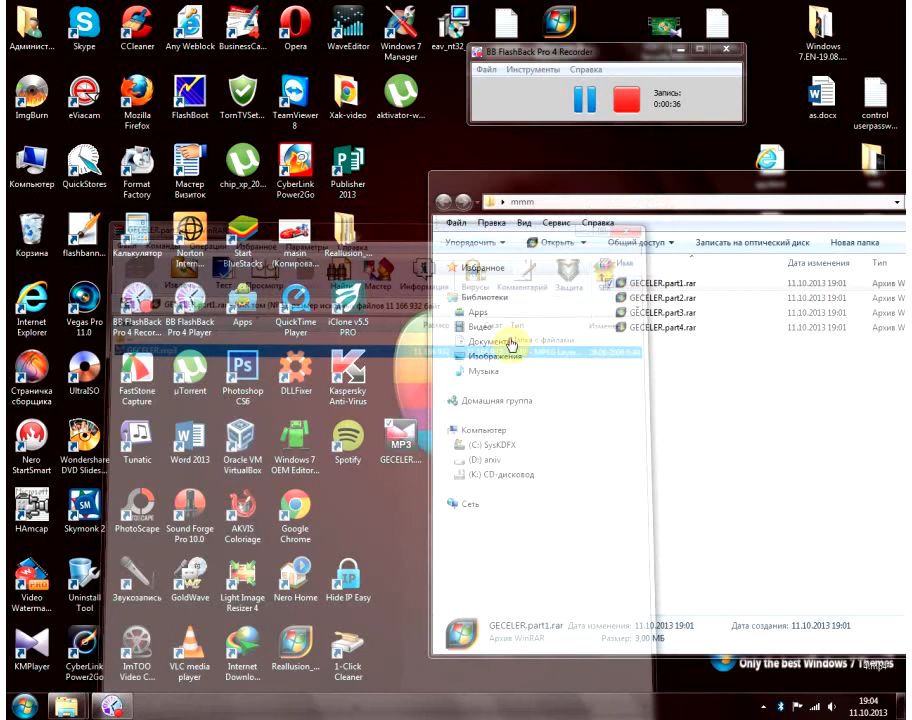 Админист...
Skype
CCleaner
Any Weblock
BusinessCa...
Opera
WaveEditor
Windows 7
Manager
eav_nt32_
Windows
7.EN-19.08....
BB FlashBack Pro 4 Recorder
Файл Инструменты Справка
Запись:
0:00:36
ImgBurn
eViacam
Mozilla
Firefox
FlashBoot
TornTVSet...
TeamViewer
8
Xak-video
aktivator-w...
as.docx
control
userpassw...
Компьютер
QuickStores
Format
Factory
Мастер
Визиток
chip_xp_20...
CyberLink
Power2Go
Publisher
2013
mmm
Файл Правка Вид Сервис Справка
Упорядочить Открыть Общий доступ Записать на оптический диск Новая папка
Корзина
flashbann...
Калькулятор
Norton
Intern...
Start
BlueStacks
masin
(Копирова...
Reallusion_...
Найти Мастер Информация Вирусы Комментарий Защита
Избранное
Библиотеки
Apps
Видео
Документы
Изображения
Музыка
Домашняя группа
Компьютер
(C:) SysKDFX
(D:) arxiv
(K:) CD-дисковод
Сеть
Имя Дата изменения Тип
GECELER.part1.rar 11.10.2013 19:01 Архив W
GECELER.part2.rar 11.10.2013 19:01 Архив W
GECELER.part3.rar 11.10.2013 19:01 Архив W
GECELER.part4.rar 11.10.2013 19:01 Архив W
Internet
Explorer
Vegas Pro
11.0
BB FlashBack
Pro 4 Recor...
BB FlashBack
Pro 4 Player
Apps
QuickTime
Player
iClone v5.5
PRO
GECELER.mp3
Страничка
сборщика
UltraISO
FastStone
Capture
µTorrent
Photoshop
CS6
DLLFixer
Kaspersky
Anti-Virus
Nero
StartSmart
Wondershare
DVD Slides...
Tunatic
Word 2013
Oracle VM
VirtualBox
Windows 7
OEM Editor...
Spotify
MP3
GECELER....
HAmcap
Skymonk 2
PhotoScape
Sound Forge
Pro 10.0
AKVIS
Coloriage
Google
Chrome
Video
Waterma...
Uninstall
Tool
Звукозапись
GoldWave
Light Image
Resizer 4
Nero Home
Hide IP Easy
KMPlayer
CyberLink
Power2Go
ImTOO
Video C...
VLC media
player
Internet
Downlo...
Reallusion_...
1-Click
Cleaner
GECELER.part1.rar Дата изменения: 11.10.2013 19:01 Дата создания: 11.10.2013 19:01
Архив WinRAR Размер: 3,00 МБ
Only the best Windows 7 Themes
19:04
11.10.2013